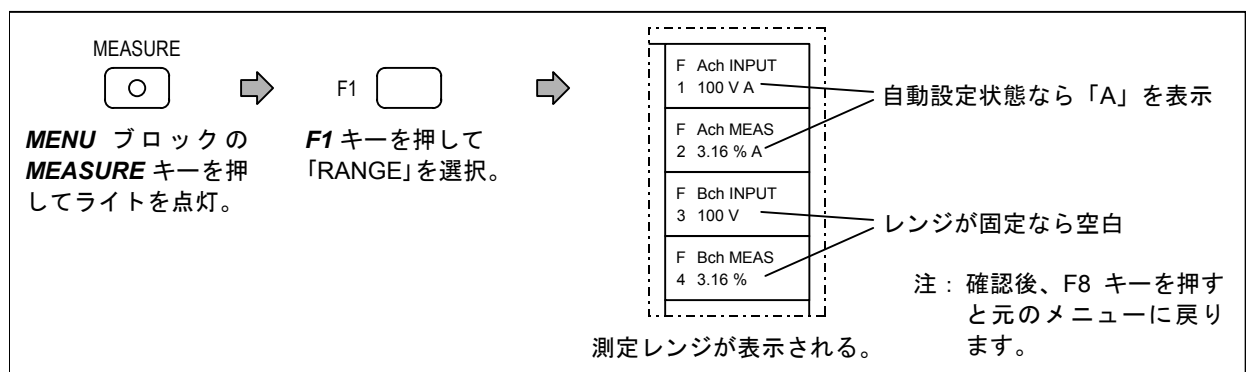 MEASURE
MENU ブロックの
MEASURE キーを押
してライトを点灯。
F1
F1 キーを押して
「RANGE」を選択。
F Ach INPUT
1 100 V A
F Ach MEAS
2 3.16 % A
F Bch INPUT
3 100 V
F Bch MEAS
4 3.16 %
測定レンジが表示される。
自動設定状態なら「A」を表示
レンジが固定なら空白
注： 確認後、F8 キーを押す
と元のメニューに戻り
ます。